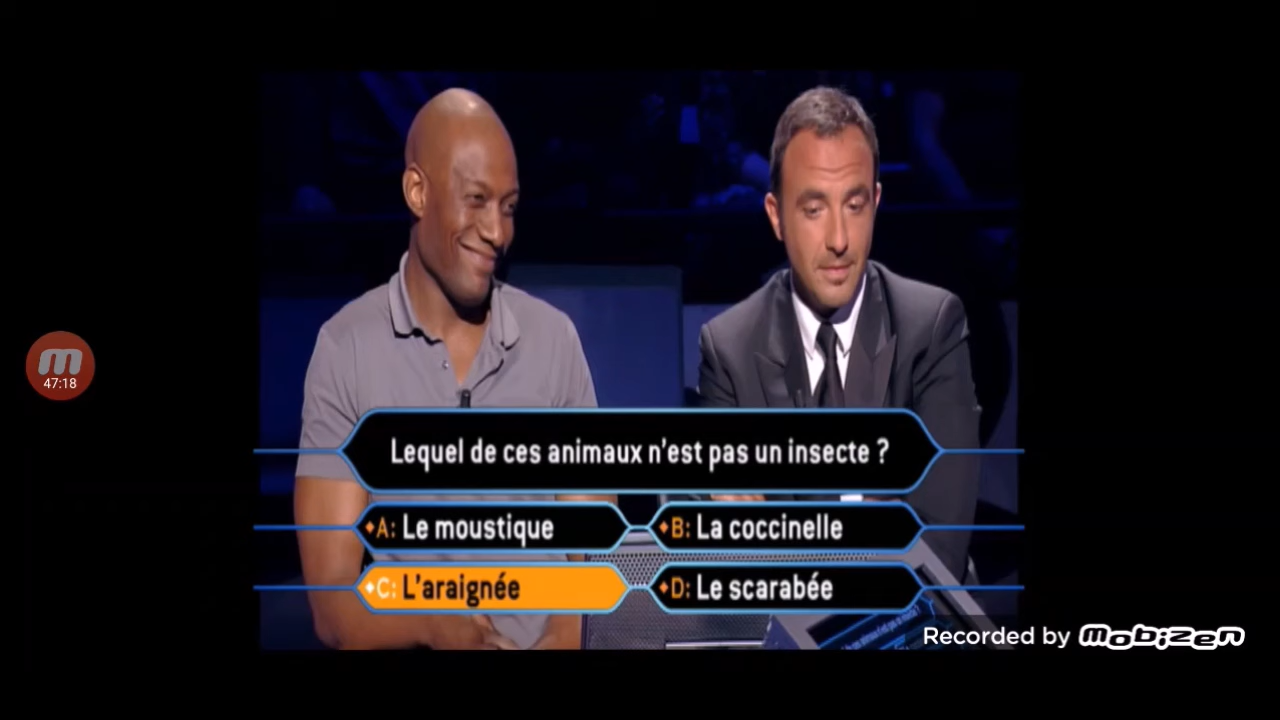 47:18
Lequel de ces animaux n'est pas un insecte ?
A: Le moustique
B: La coccinelle
C: L'araignée
D: Le scarabée
Recorded by mobizen